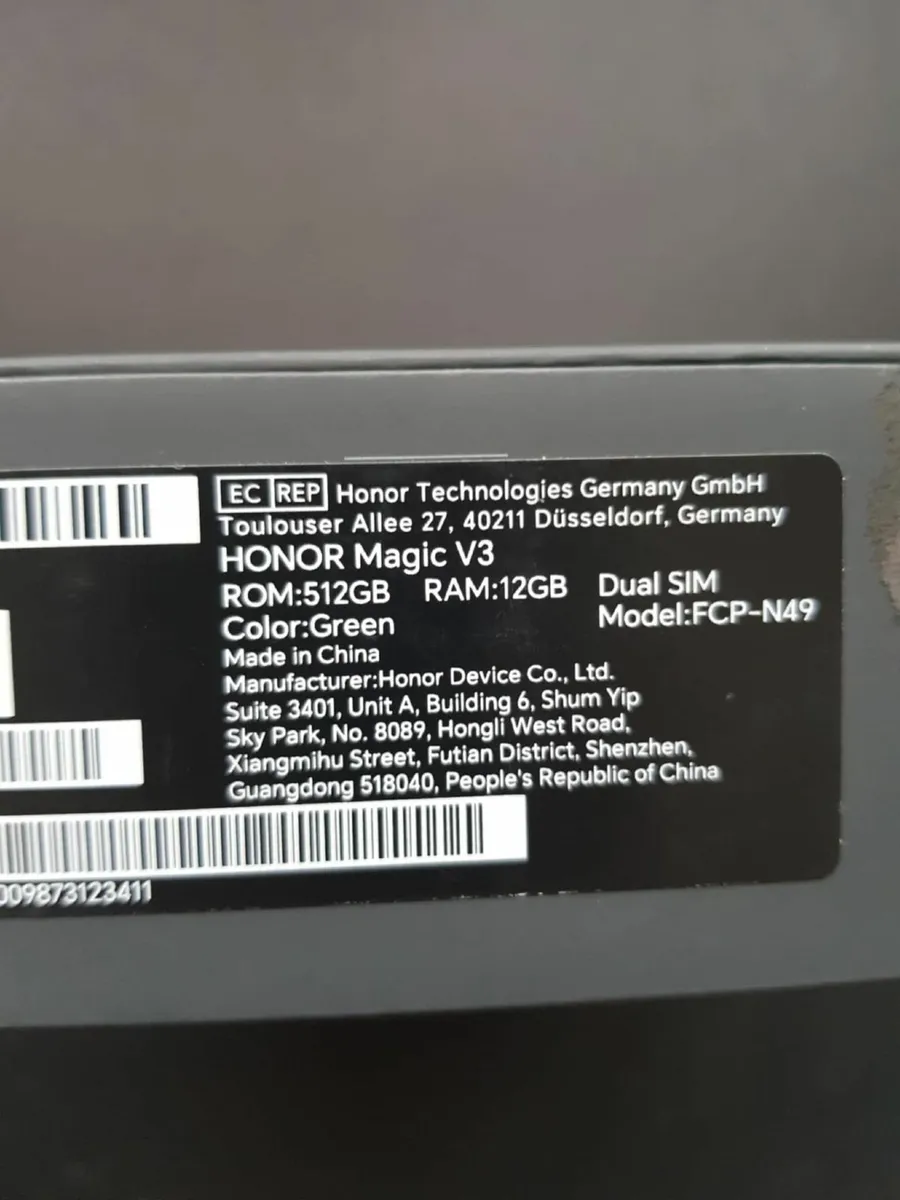 EC REP Honor Technologies Germany GmbH
Toulouser Allee 27, 40211 Düsseldorf, Germany
HONOR Magic V3
ROM:512GB RAM:12GB Dual SIM
Color:Green Model:FCP-N49
Made in China
Manufacturer:Honor Device Co., Ltd.
Suite 3401, Unit A, Building 6, Shum Yip
Sky Park, No. 8089, Hongli West Road,
Xiangmihu Street, Futian District, Shenzhen,
Guangdong 518040, People's Republic of China
009873123411